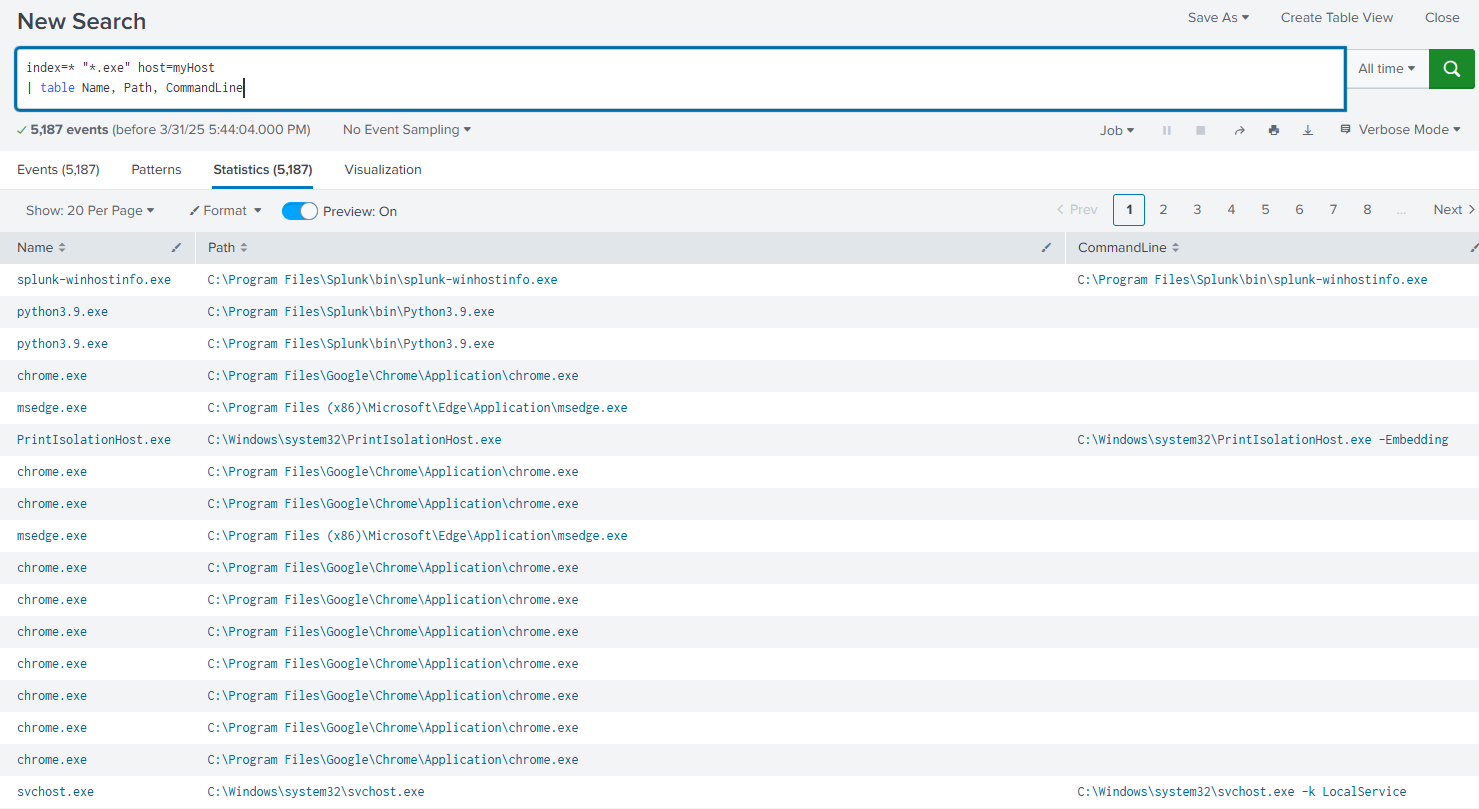 New Search
Save As Create Table View Close
index=* "*.exe" host=myHost
| table Name, Path, CommandLine
All time
5,187 events (before 3/31/25 5:44:04.000 PM) No Event Sampling Job Verbose Mode
Events (5,187) Patterns Statistics (5,187) Visualization
Show: 20 Per Page Format Preview: On < Prev 1 2 3 4 5 6 7 8 ... Next >
Name Path CommandLine
splunk-winhostinfo.exe C:\Program Files\Splunk\bin\splunk-winhostinfo.exe C:\Program Files\Splunk\bin\splunk-winhostinfo.exe
python3.9.exe C:\Program Files\Splunk\bin\Python3.9.exe
python3.9.exe C:\Program Files\Splunk\bin\Python3.9.exe
chrome.exe C:\Program Files\Google\Chrome\Application\chrome.exe
msedge.exe C:\Program Files (x86)\Microsoft\Edge\Application\msedge.exe
PrintIsolationHost.exe C:\Windows\system32\PrintIsolationHost.exe C:\Windows\system32\PrintIsolationHost.exe -Embedding
chrome.exe C:\Program Files\Google\Chrome\Application\chrome.exe
chrome.exe C:\Program Files\Google\Chrome\Application\chrome.exe
msedge.exe C:\Program Files (x86)\Microsoft\Edge\Application\msedge.exe
chrome.exe C:\Program Files\Google\Chrome\Application\chrome.exe
chrome.exe C:\Program Files\Google\Chrome\Application\chrome.exe
chrome.exe C:\Program Files\Google\Chrome\Application\chrome.exe
chrome.exe C:\Program Files\Google\Chrome\Application\chrome.exe
chrome.exe C:\Program Files\Google\Chrome\Application\chrome.exe
chrome.exe C:\Program Files\Google\Chrome\Application\chrome.exe
chrome.exe C:\Program Files\Google\Chrome\Application\chrome.exe
svchost.exe C:\Windows\system32\svchost.exe C:\Windows\system32\svchost.exe -k LocalService